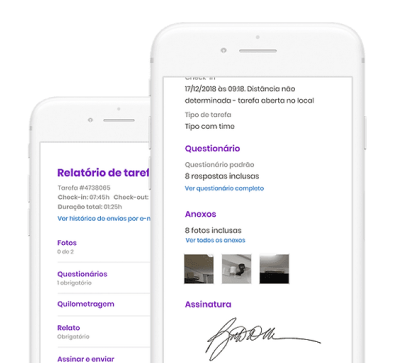 Relatório de taref
Tarefa #4738065
Check-in: 07:45h Check-out:
Duração total: 01:25h
Ver histórico de envios por e-m
Fotos
0 de 2
Questionários
1 obrigatório
Quilometragem
Relato
Obrigatório
Assinar e enviar
Check-in
17/12/2018 às 09:18. Distância não
determinada - tarefa aberta no local
Tipo de tarefa
Tipo com time
Questionário
Questionário padrão
8 respostas inclusas
Ver questionário completo
Anexos
8 fotos inclusas
Ver todos os anexos
Assinatura